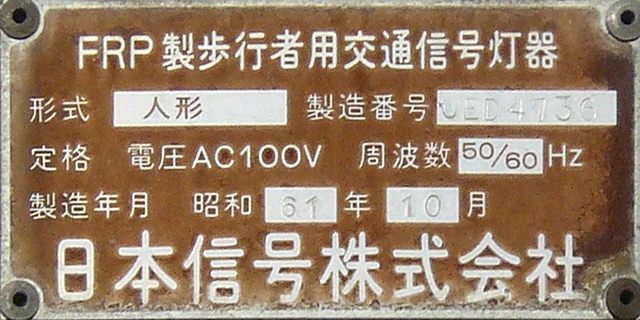 FRP製歩行者用交通信号灯器
形式 人形 製造番号 UED4736
定格 電圧AC100V 周波数 50/60 Hz
製造年月 昭和 61 年 10 月
日本信号株式会社